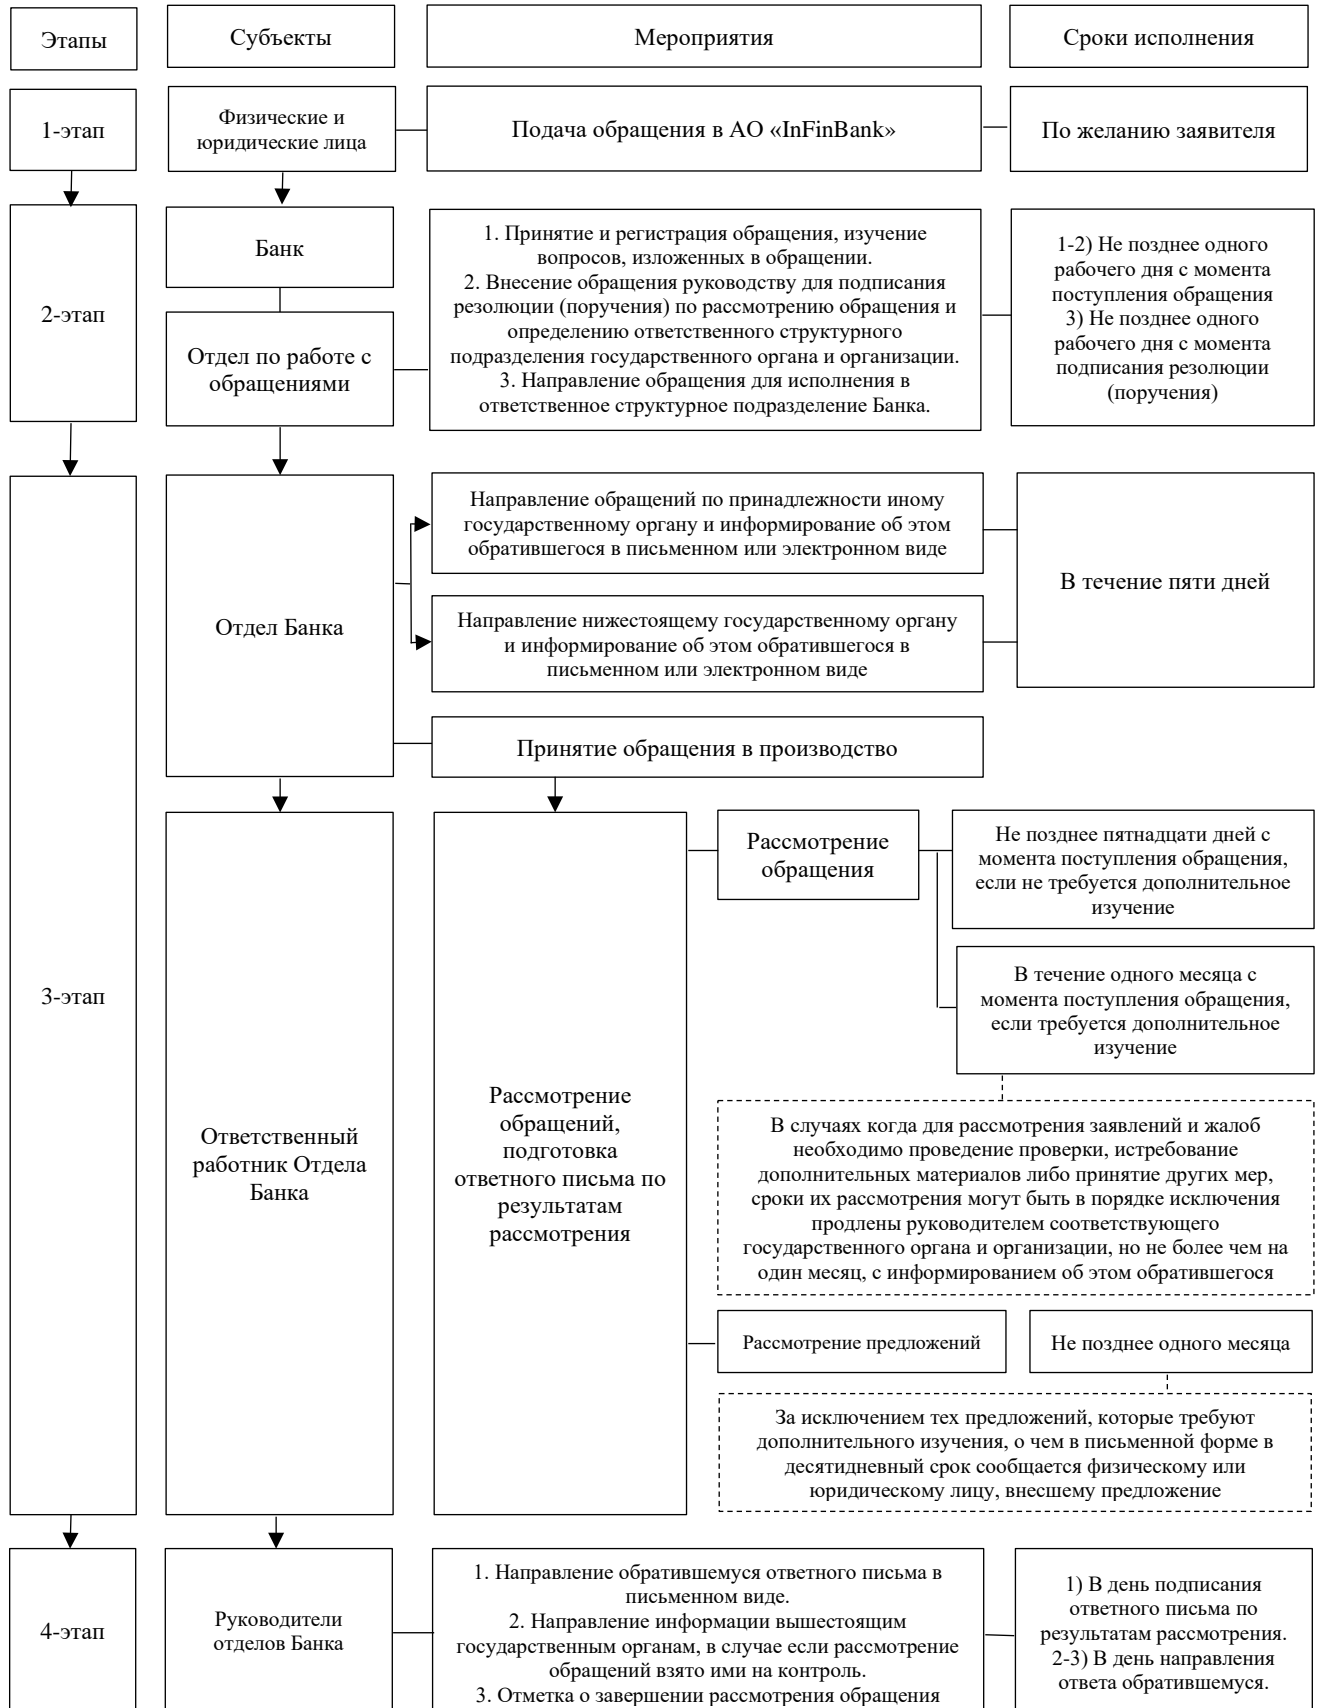 Этапы
Субъекты
Мероприятия
Сроки исполнения
1-этап
Физические и
юридические лица
Подача обращения в АО «InFinBank»
По желанию заявителя
2-этап
Банк
Отдел по работе с
обращениями
1. Принятие и регистрация обращения, изучение
вопросов, изложенных в обращении.
2. Внесение обращения руководству для подписания
резолюции (поручения) по рассмотрению обращения и
определению ответственного структурного
подразделения государственного органа и организации.
3. Направление обращения для исполнения в
ответственное структурное подразделение Банка.
1-2) Не позднее одного
рабочего дня с момента
поступления обращения
3) Не позднее одного
рабочего дня с момента
подписания резолюции
(поручения)
3-этап
Отдел Банка
Направление обращений по принадлежности иному
государственному органу и информирование об этом
обратившегося в письменном или электронном виде
Направление нижестоящему государственному органу
и информирование об этом обратившегося в
письменном или электронном виде
В течение пяти дней
Принятие обращения в производство
Ответственный
работник Отдела
Банка
Рассмотрение
обращений,
подготовка
ответного письма по
результатам
рассмотрения
Рассмотрение
обращения
Не позднее пятнадцати дней с
момента поступления обращения,
если не требуется дополнительное
изучение
В течение одного месяца с
момента поступления обращения,
если требуется дополнительное
изучение
В случаях когда для рассмотрения заявлений и жалоб
необходимо проведение проверки, истребование
дополнительных материалов либо принятие других мер,
сроки их рассмотрения могут быть в порядке исключения
продлены руководителем соответствующего
государственного органа и организации, но не более чем на
один месяц, с информированием об этом обратившегося
Рассмотрение предложений
Не позднее одного месяца
За исключением тех предложений, которые требуют
дополнительного изучения, о чем в письменной форме в
десятидневный срок сообщается физическому или
юридическому лицу, внесшему предложение
4-этап
Руководители
отделов Банка
1. Направление обратившемуся ответного письма в
письменном виде.
2. Направление информации вышестоящим
государственным органам, в случае если рассмотрение
обращений взято ими на контроль.
3. Отметка о завершении рассмотрения обращения
1) В день подписания
ответного письма по
результатам рассмотрения.
2-3) В день направления
ответа обратившемуся.